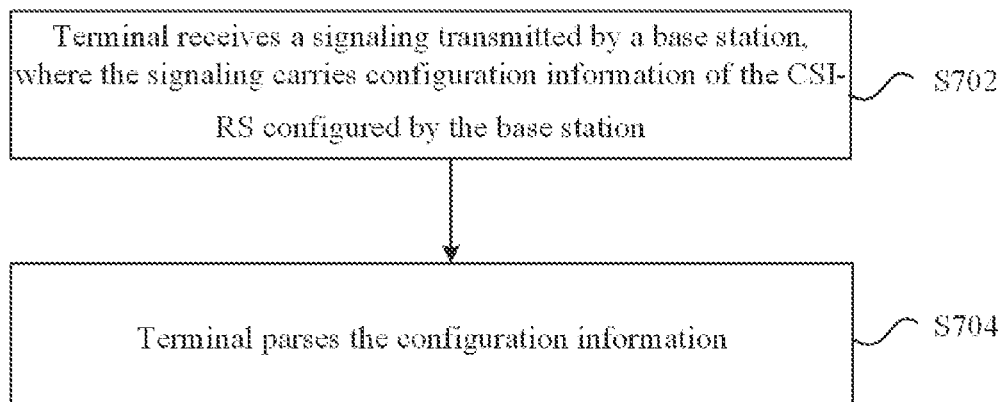 Terminal receives a signaling transmitted by a base station,
where the signaling carries configuration information of the CSI-
RS configured by the base station
S702
Terminal parses the configuration information
S704